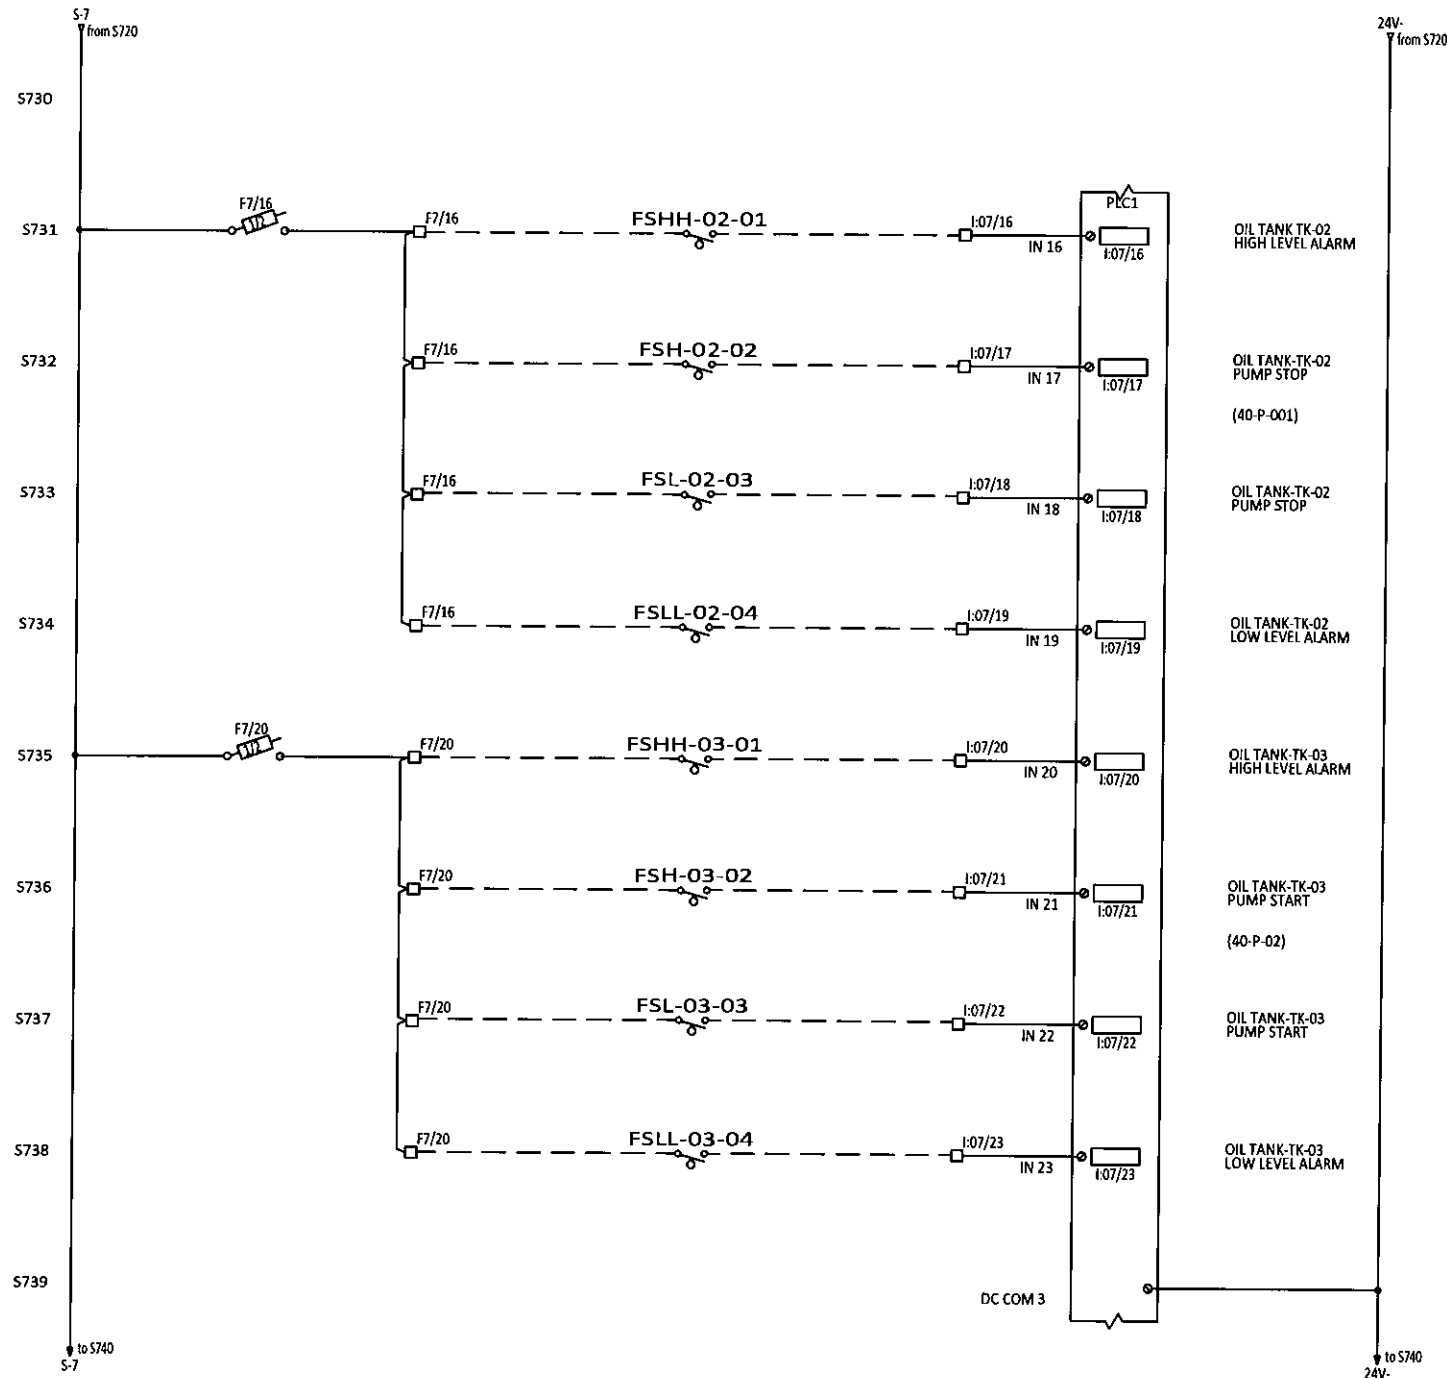 S-7
from S720
24V-
from S720
S730
F7/16
S731
F7/16
FSHH-02-01
I:07/16
IN 16
PLC1
I:07/16
OIL TANK TK-02
HIGH LEVEL ALARM
S732
F7/16
FSH-02-02
I:07/17
IN 17
I:07/17
OIL TANK-TK-02
PUMP STOP
(40-P-001)
S733
F7/16
FSL-02-03
I:07/18
IN 18
I:07/18
OIL TANK-TK-02
PUMP STOP
S734
F7/16
FSLL-02-04
I:07/19
IN 19
I:07/19
OIL TANK-TK-02
LOW LEVEL ALARM
F7/20
S735
F7/20
FSHH-03-01
I:07/20
IN 20
I:07/20
OIL TANK-TK-03
HIGH LEVEL ALARM
S736
F7/20
FSH-03-02
I:07/21
IN 21
I:07/21
OIL TANK-TK-03
PUMP START
(40-P-02)
S737
F7/20
FSL-03-03
I:07/22
IN 22
I:07/22
OIL TANK-TK-03
PUMP START
S738
F7/20
FSLL-03-04
I:07/23
IN 23
I:07/23
OIL TANK-TK-03
LOW LEVEL ALARM
S739
DC COM 3
to S740
S-7
to S740
24V-